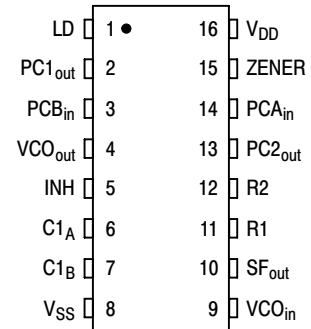 LD 1 16 VDD
PC1out 2 15 ZENER
PCBin 3 14 PCAin
VCOout 4 13 PC2out
INH 5 12 R2
C1A 6 11 R1
C1B 7 10 SFout
VSS 8 9 VCOin